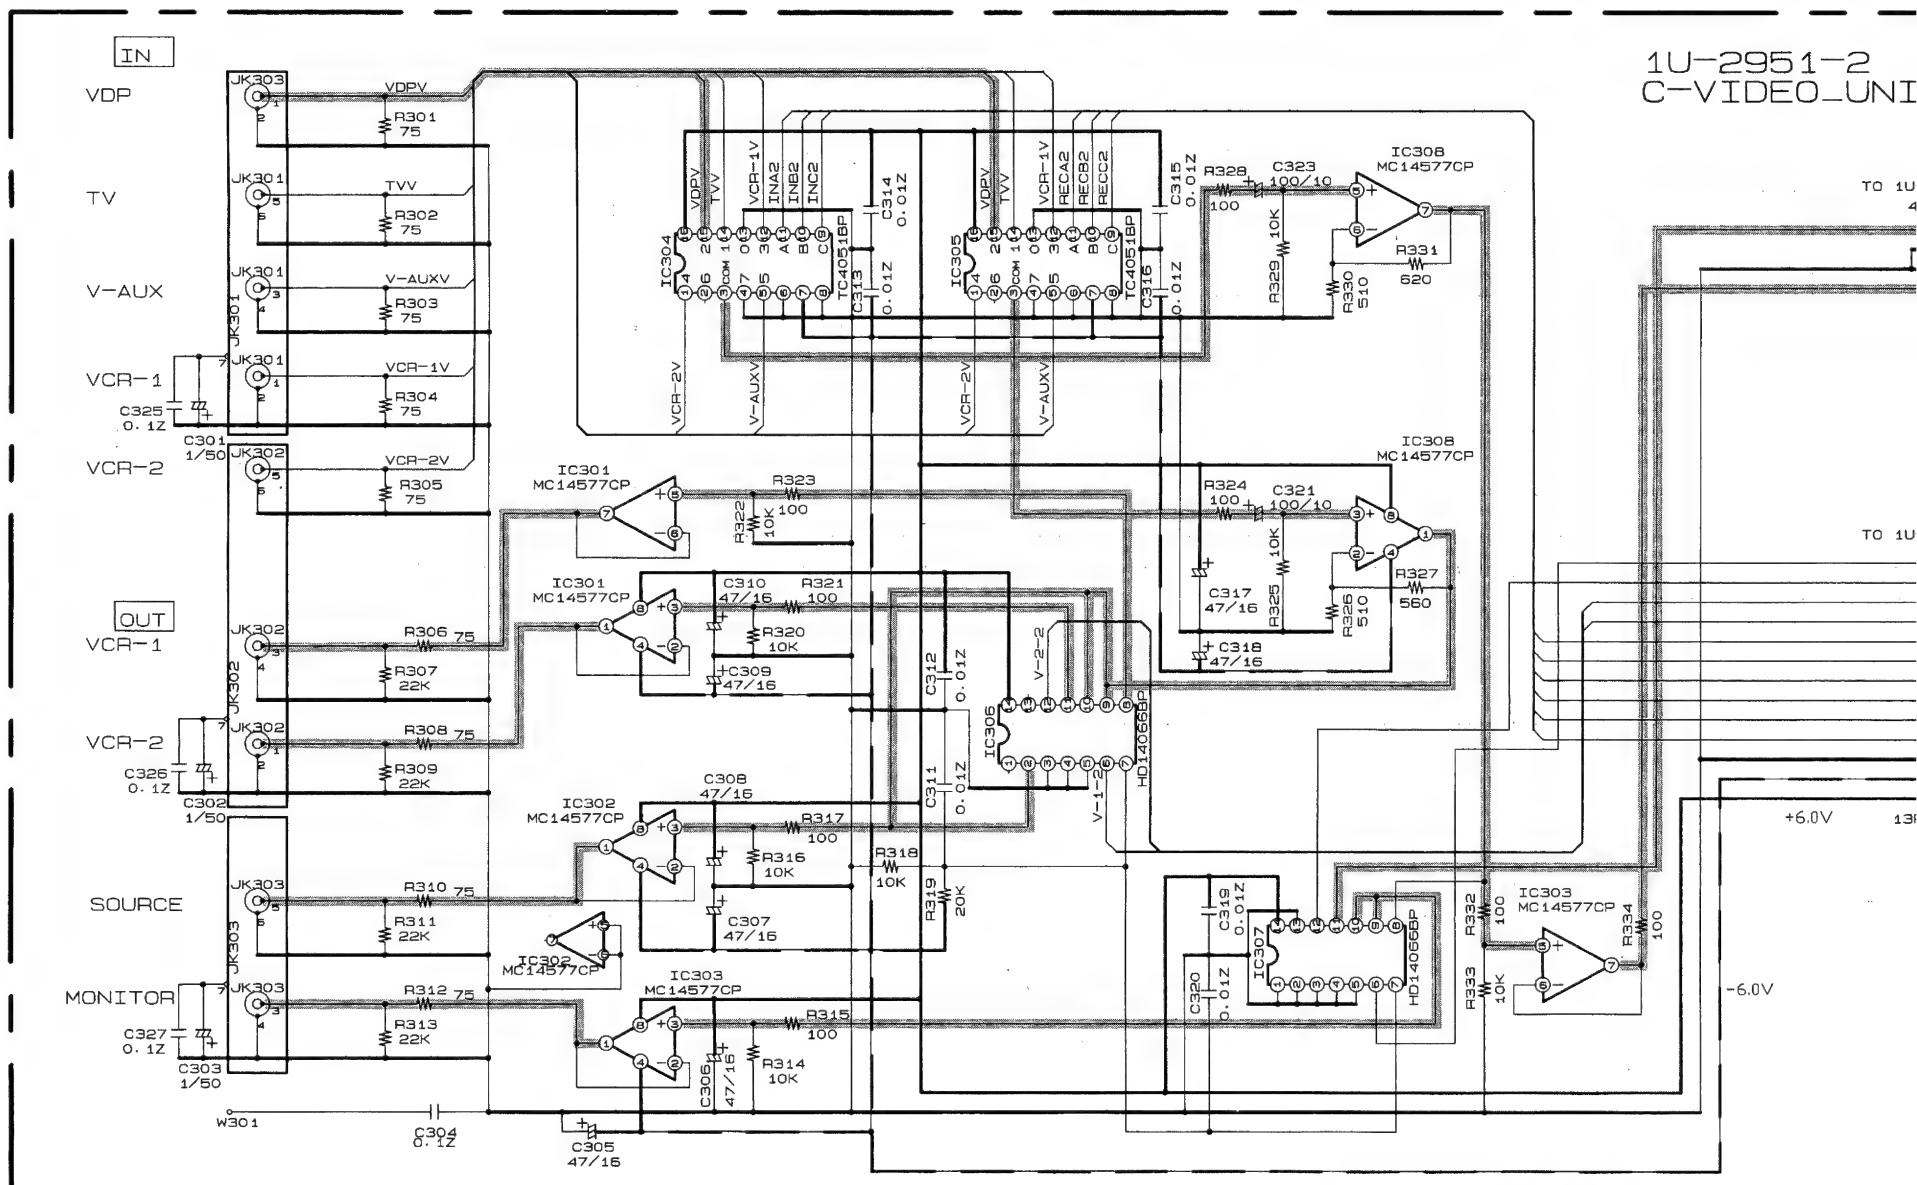 IN
1U-2951-2
C-VIDEO_UNI
VDP
JK303
VDPV
R301
75
TV
JK301
TVV
R302
75
V-AUX
JK301
V-AUXV
R303
75
JK301
VCR-1
JK301
VCR-1V
R304
75
C325
0.1Z
C301
1/50
VCR-2
JK302
VCR-2V
R305
75
VDPV
TVV
VCR-1V
INA2
INB2
INC2
C314
0.01Z
IC304
TC4051BP
COM
C313
0.01Z
VCR-2V
V-AUXV
VDPV
TVV
VCR-1V
RECA2
RECB2
RECC2
C315
0.01Z
IC305
TC4051BP
COM
C316
0.01Z
VCR-2V
V-AUXV
R328
100
C323
100/10
R329
10K
IC308
MC14577CP
R331
620
R330
510
TO 1U
IC308
MC14577CP
R324
100
C321
100/10
R325
10K
R327
560
R326
510
C317
47/16
C318
47/16
TO 1U
IC301
MC14577CP
R323
100
R322
10K
IC301
MC14577CP
C310
47/16
R321
100
R320
10K
C309
47/16
OUT
VCR-1
JK302
R306
75
R307
22K
JK302
VCR-2
JK302
R308
75
R309
22K
C326
0.1Z
C302
1/50
C312
0.01Z
V-2-2
IC306
HD14066BP
C311
0.01Z
V-1-2
C308
47/16
IC302
MC14577CP
R317
100
R316
10K
R318
10K
R319
20K
C307
47/16
+6.0V
-6.0V
SOURCE
JK303
R310
75
R311
22K
JK303
IC302
MC14577CP
MONITOR
JK303
R312
75
R313
22K
C327
0.1Z
C303
1/50
IC303
MC14577CP
R315
100
R314
10K
C306
47/16
C319
0.01Z
IC307
HD14066BP
C320
0.01Z
R332
100
R333
10K
IC303
MC14577CP
R334
100
W301
C304
0.1Z
C305
47/16